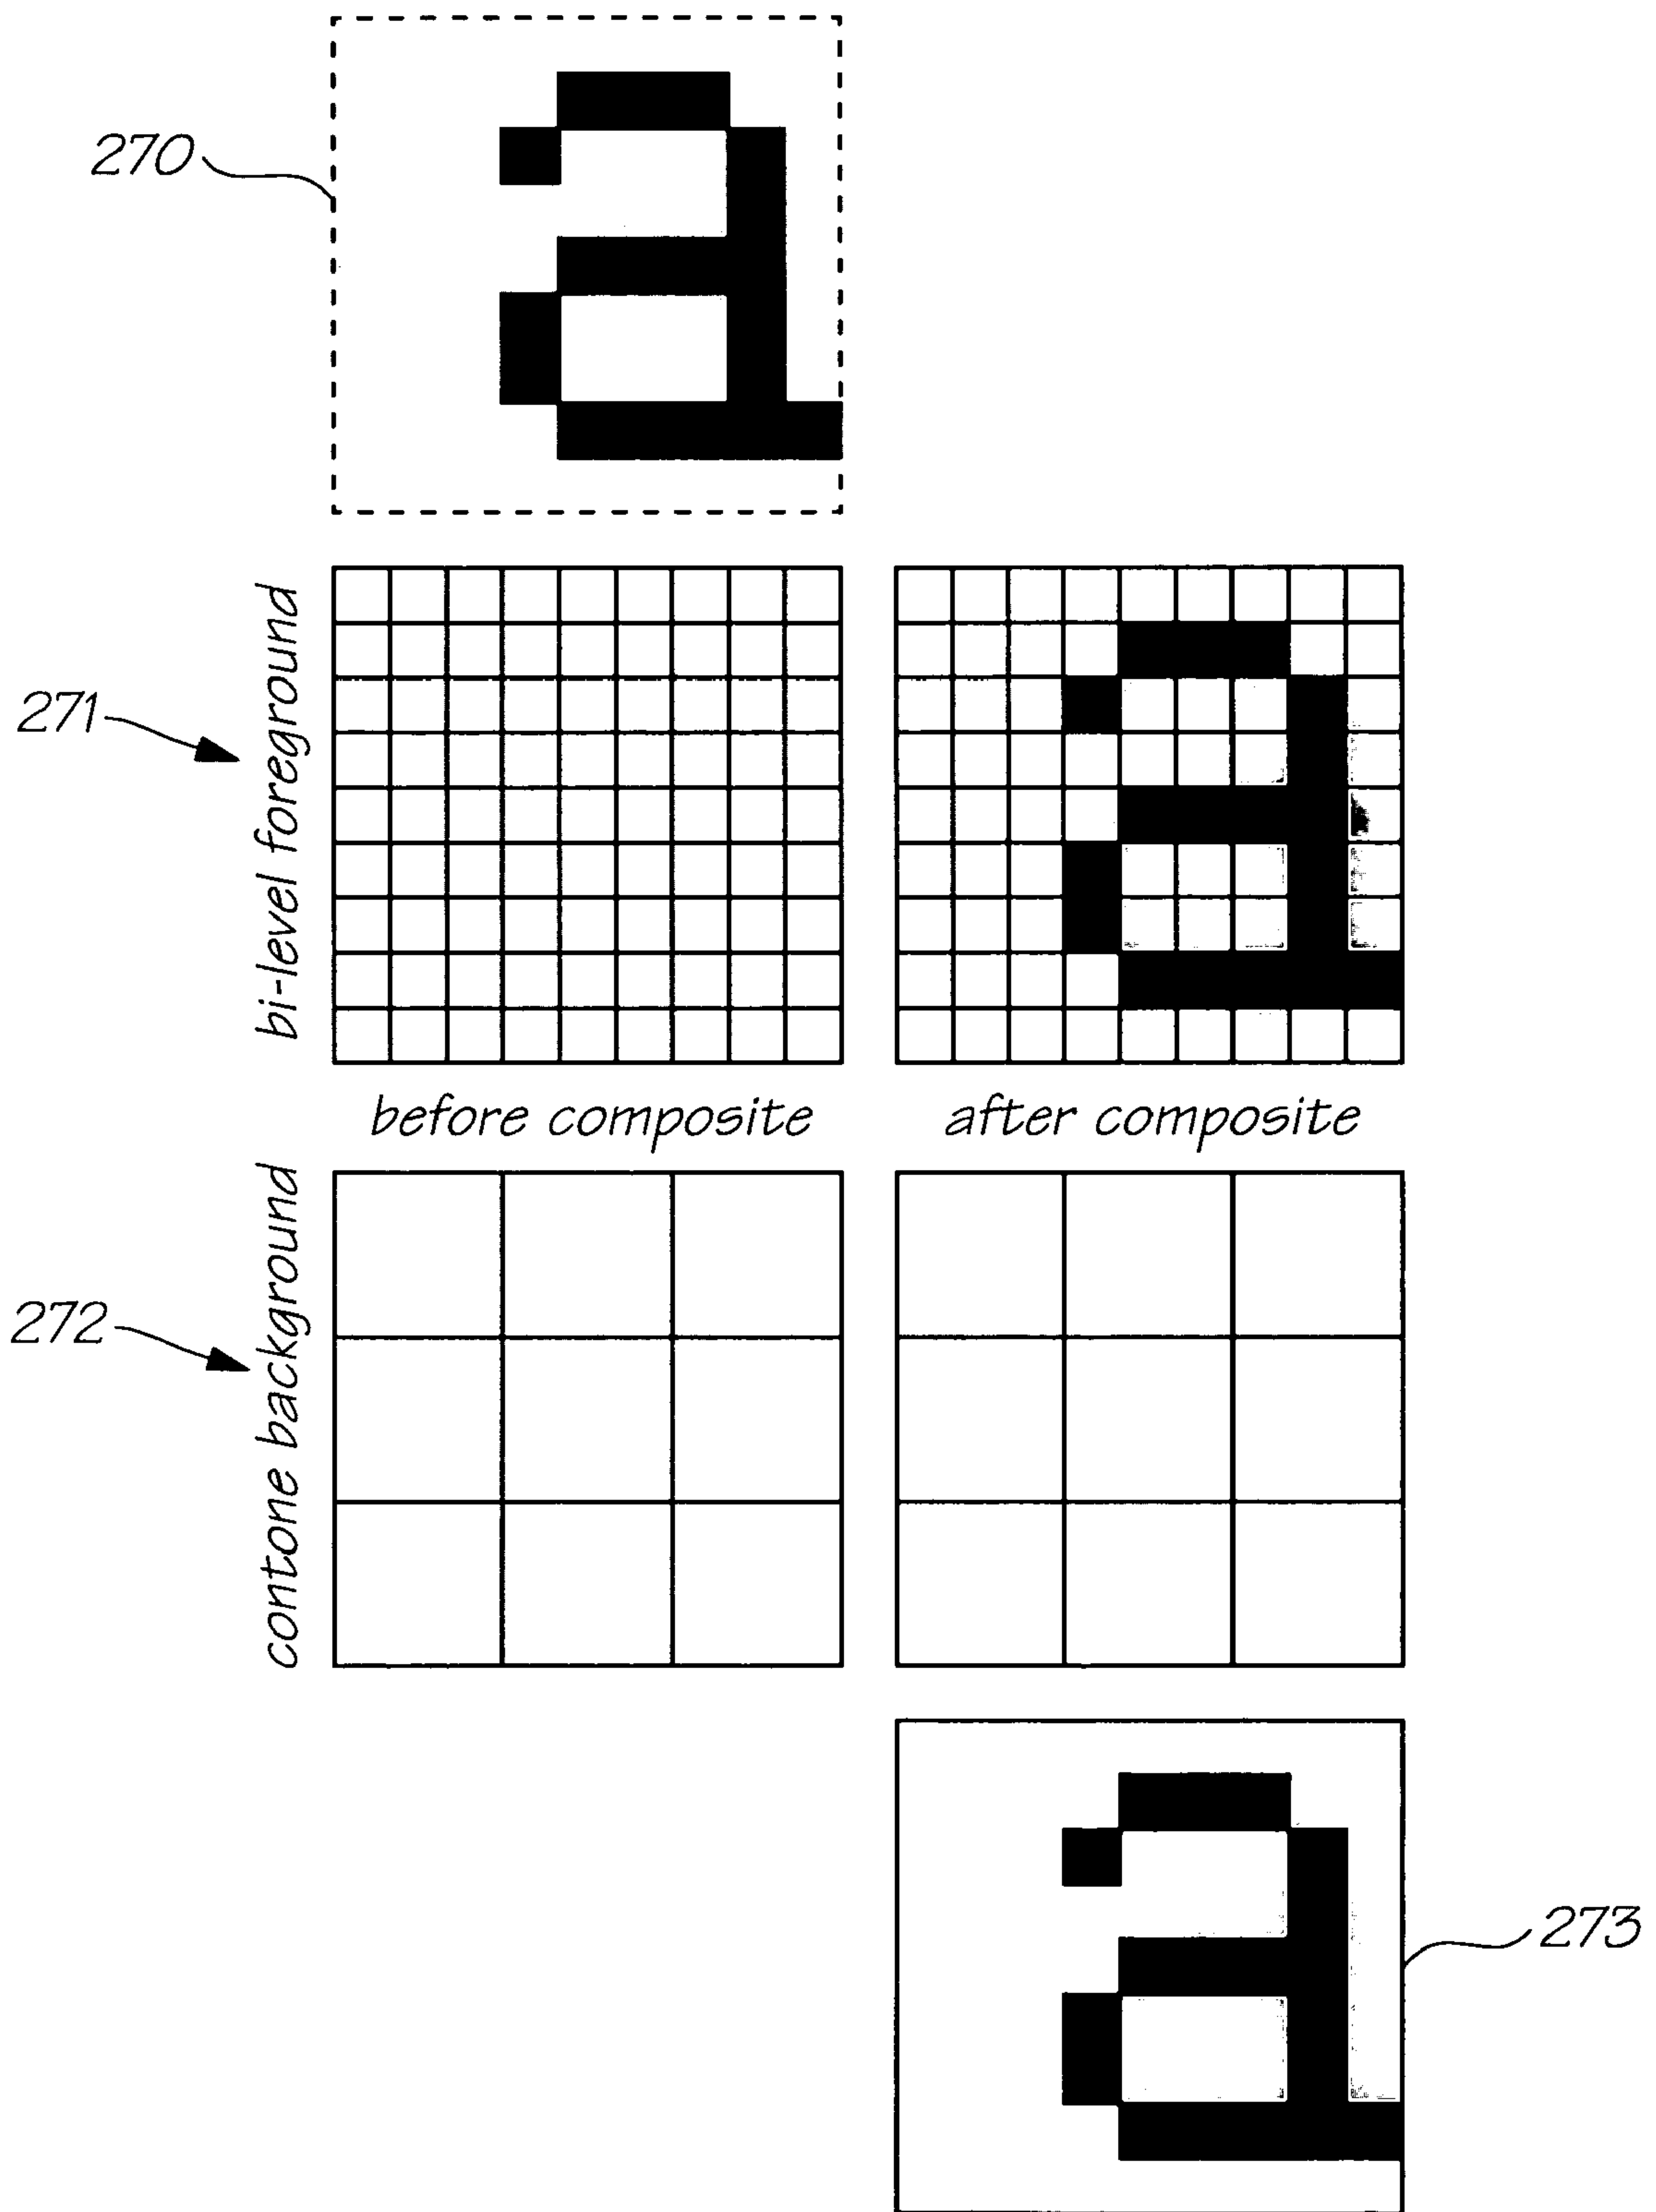 a
270
271
bi-level foreground
before composite
after composite
a
272
contone background
a
273